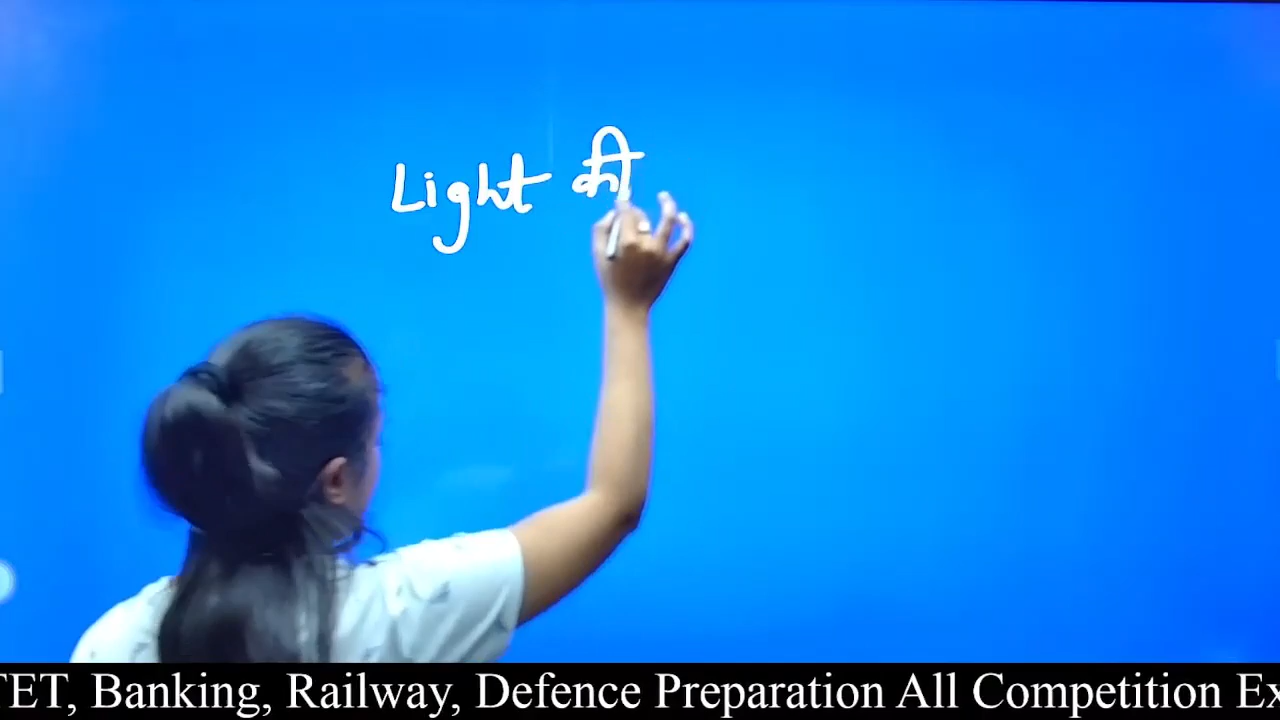 Light की
TET, Banking, Railway, Defence Preparation All Competition Ex